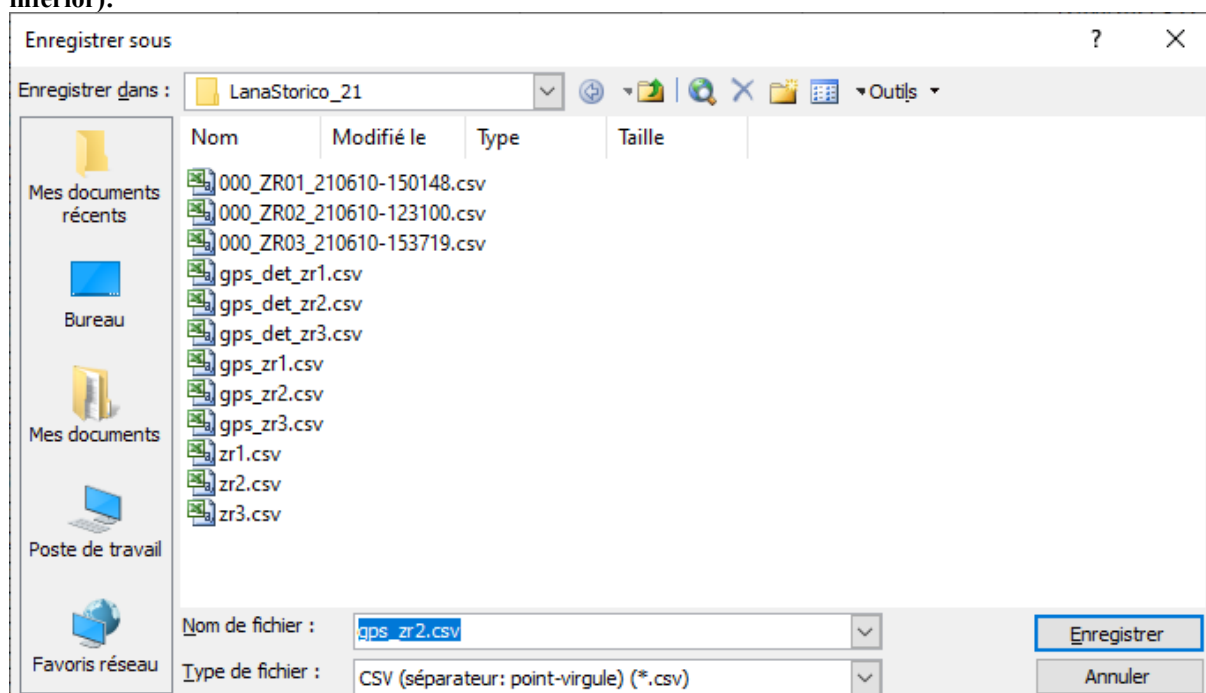 inferior).
Enregistrer sous ?
Enregistrer dans : LanaStorico_21 Outils
Nom Modifié le Type Taille
Mes documents récents
Bureau
Mes documents
Poste de travail
Favoris réseau
000_ZR01_210610-150148.csv
000_ZR02_210610-123100.csv
000_ZR03_210610-153719.csv
gps_det_zr1.csv
gps_det_zr2.csv
gps_det_zr3.csv
gps_zr1.csv
gps_zr2.csv
gps_zr3.csv
zr1.csv
zr2.csv
zr3.csv
Nom de fichier : gps_zr2.csv Enregistrer
Type de fichier : CSV (séparateur: point-virgule) (*.csv) Annuler